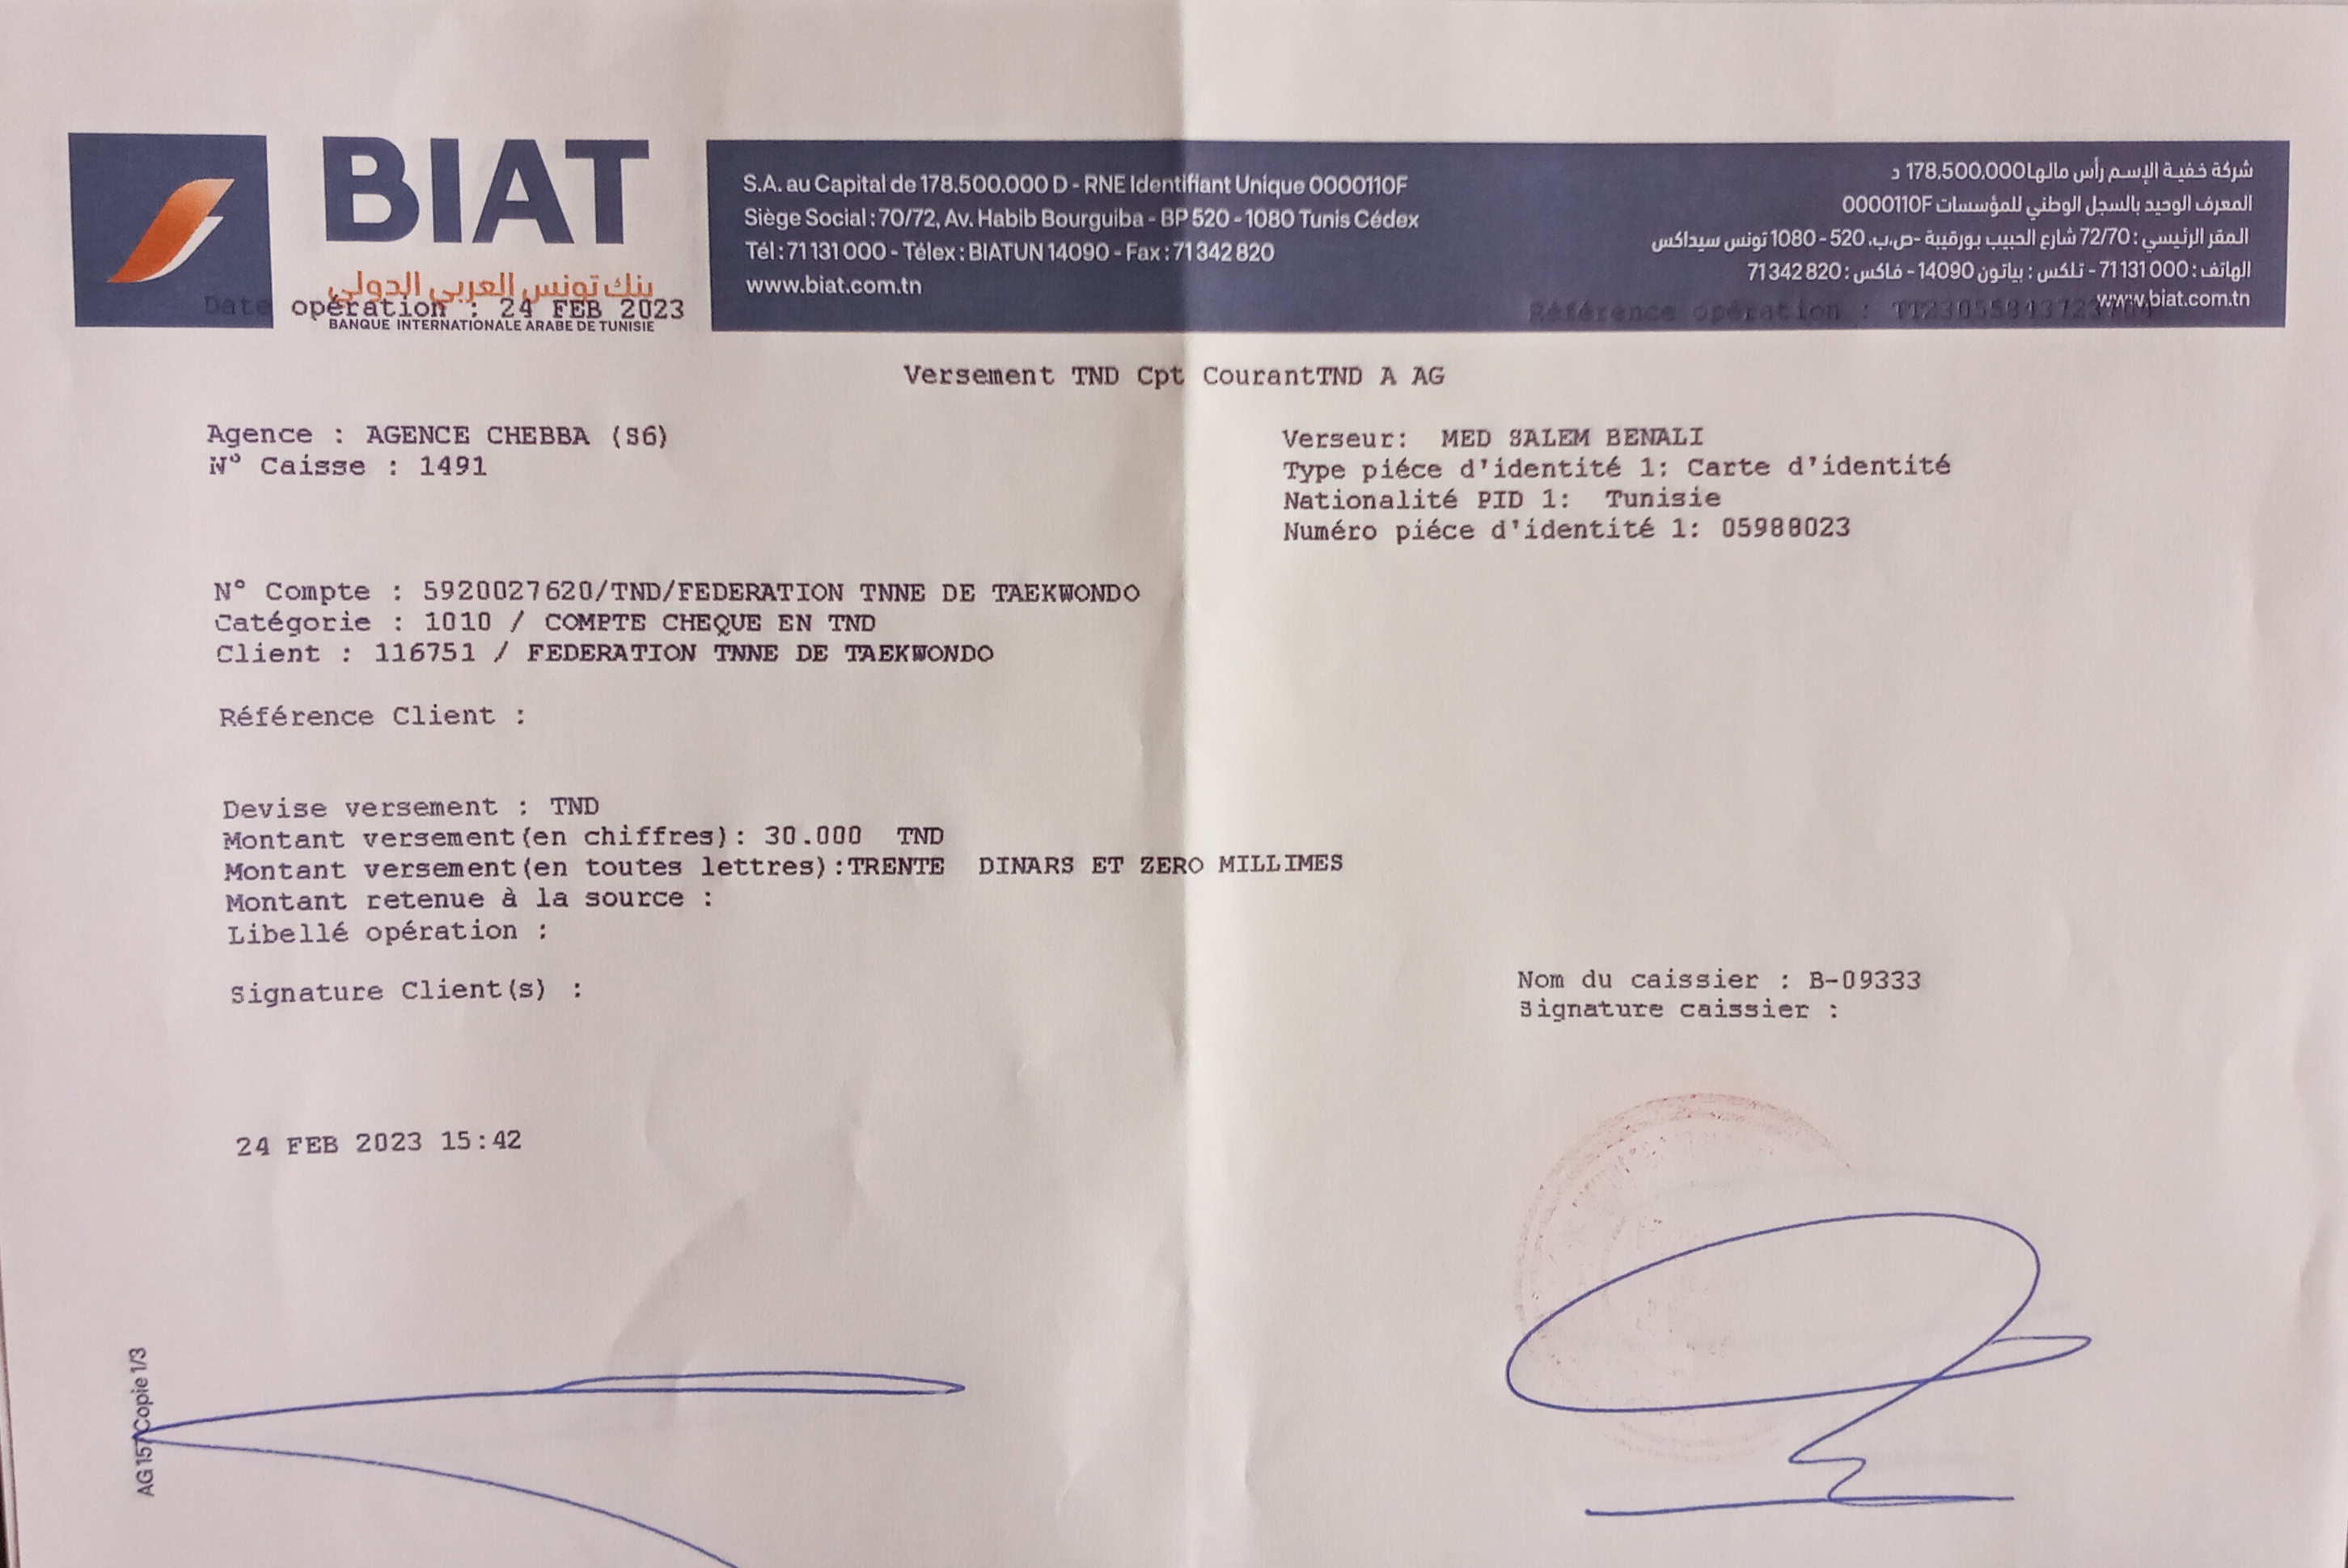 BIAT
بنك تونس العربي الدولي
BANQUE INTERNATIONALE ARABE DE TUNISIE
S.A. au Capital de 178.500.000 D - RNE Identifiant Unique 0000110F
Siège Social : 70/72, Av. Habib Bourguiba - BP 520 - 1080 Tunis Cédex
Tél : 71 131 000 - Télex : BIATUN 14090 - Fax : 71 342 820
www.biat.com.tn
شركة خفية الإسم رأس مالها 178.500.000 د
المعرف الوحيد بالسجل الوطني للمؤسسات 0000110F
المقر الرئيسي : 72/70 شارع الحبيب بورقيبة -ص.ب. 520 - 1080 تونس سيداكس
الهاتف : 71 131 000 - تلكس : بياتون 14090 - فاكس : 71 342 820
www.biat.com.tn
Date opération : 24 FEB 2023
Référence opération :
Versement TND Cpt CourantTND A AG
Agence : AGENCE CHEBBA (S6)
N° Caisse : 1491
Verseur: MED SALEM BENALI
Type piéce d'identité 1: Carte d'identité
Nationalité PID 1: Tunisie
Numéro piéce d'identité 1: 05988023
N° Compte : 5920027620/TND/FEDERATION TNNE DE TAEKWONDO
Catégorie : 1010 / COMPTE CHEQUE EN TND
Client : 116751 / FEDERATION TNNE DE TAEKWONDO
Référence Client :
Devise versement : TND
Montant versement(en chiffres): 30.000 TND
Montant versement(en toutes lettres):TRENTE DINARS ET ZERO MILLIMES
Montant retenue à la source :
Libellé opération :
Signature Client(s) :
Nom du caissier : B-09333
Signature caissier :
24 FEB 2023 15:42
AG 157 Copie 1/3